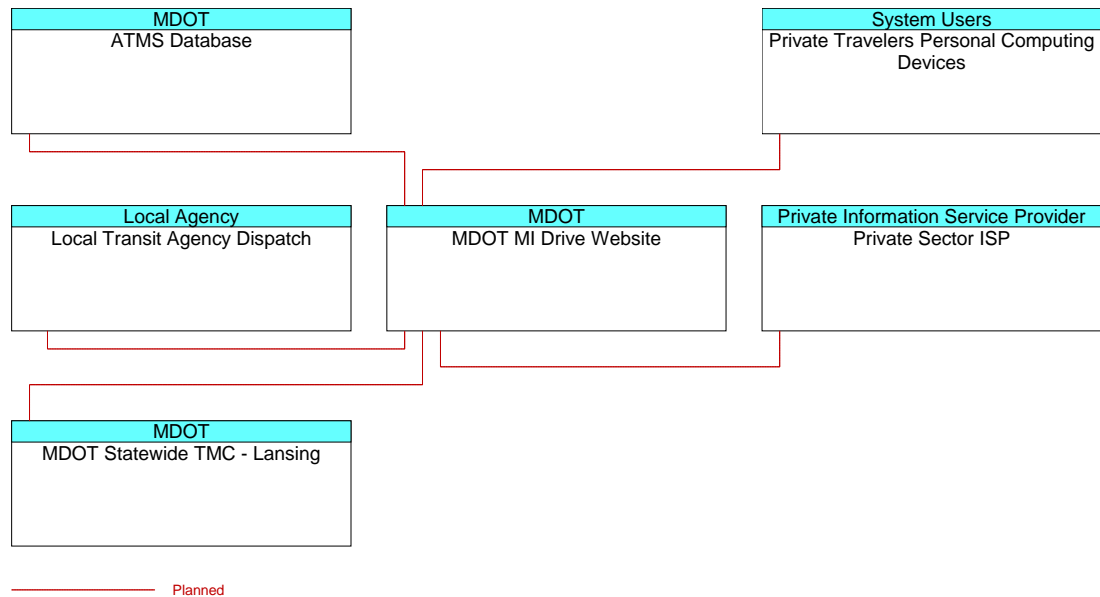 MDOT
ATMS Database
System Users
Private Travelers Personal Computing
Devices
Local Agency
Local Transit Agency Dispatch
MDOT
MDOT MI Drive Website
Private Information Service Provider
Private Sector ISP
MDOT
MDOT Statewide TMC - Lansing
Planned